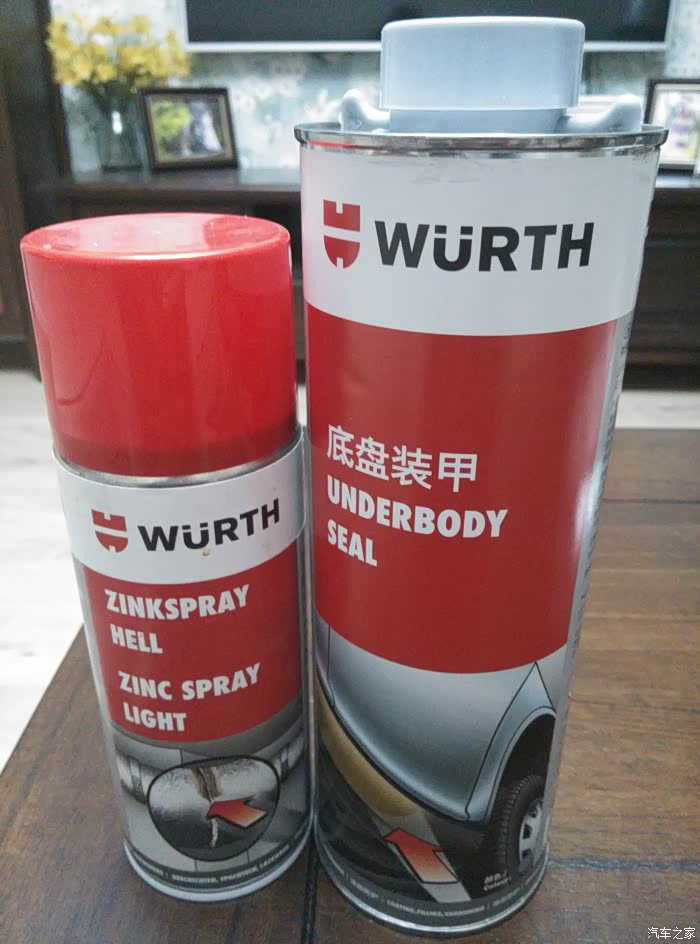 WÜRTH
底盘装甲
UNDERBODY
SEAL
WÜRTH
ZINKSPRAY
HELL
ZINC SPRAY
LIGHT
汽车之家